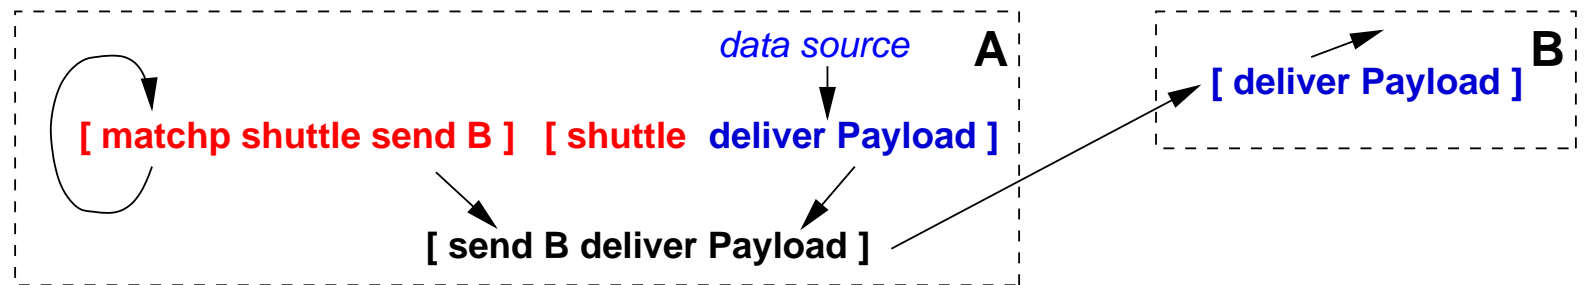 data source
A
B
[ deliver Payload ]
[ matchp shuttle send B ] [ shuttle deliver Payload ]
[ send B deliver Payload ]